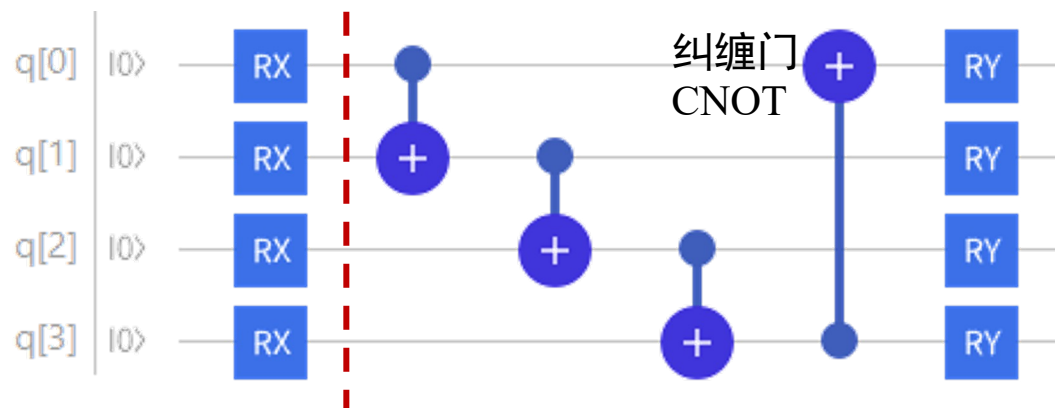 q[0] |0⟩ RX 纠缠门 RY
CNOT
q[1] |0⟩ RX RY
q[2] |0⟩ RX RY
q[3] |0⟩ RX RY